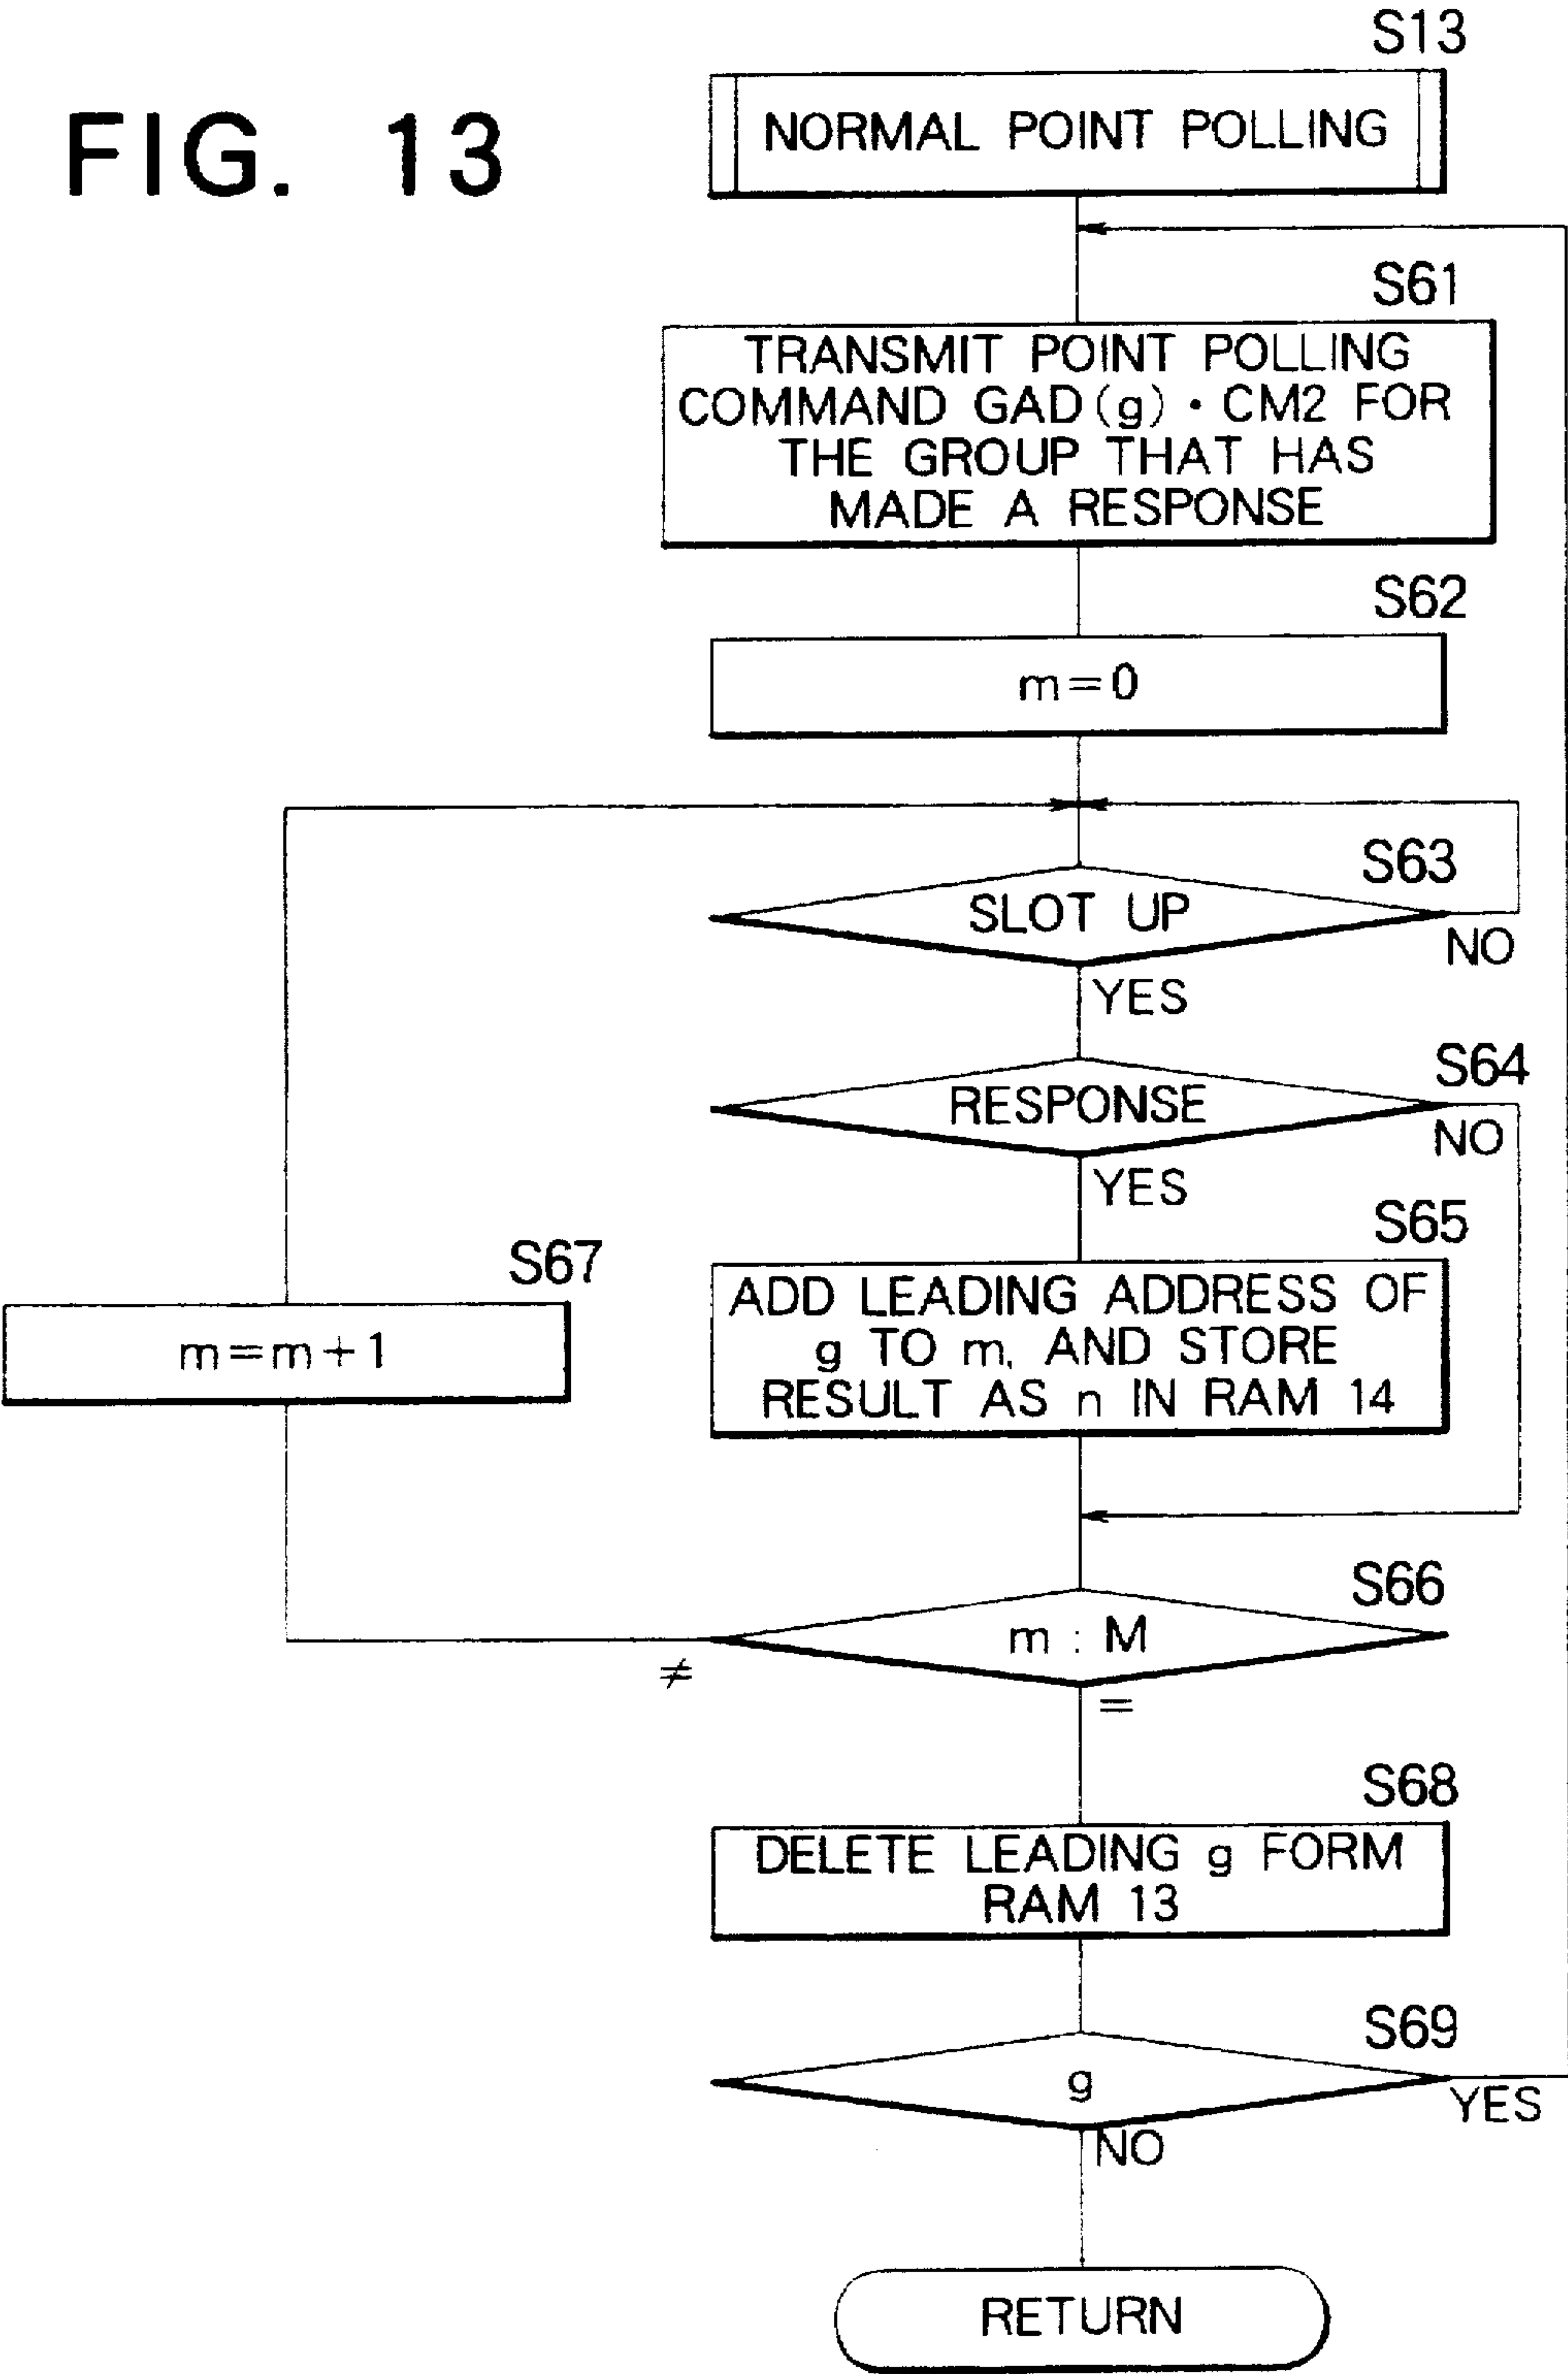 FIG. 13
S13
NORMAL POINT POLLING
S61
TRANSMIT POINT POLLING
COMMAND GAD(g)・CM2 FOR
THE GROUP THAT HAS
MADE A RESPONSE
S62
m=0
S63
SLOT UP
NO
YES
S64
RESPONSE
NO
YES
S65
ADD LEADING ADDRESS OF
g TO m, AND STORE
RESULT AS n IN RAM 14
S67
m=m+1
S66
m : M
≠
=
S68
DELETE LEADING g FORM
RAM 13
S69
g
YES
NO
RETURN